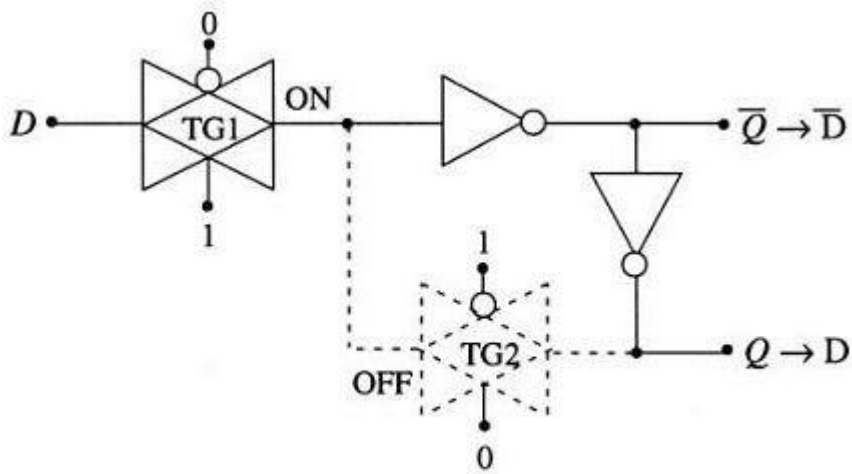 0
D
TG1
ON
Q̅ → D̅
1
1
TG2
OFF
Q → D
0